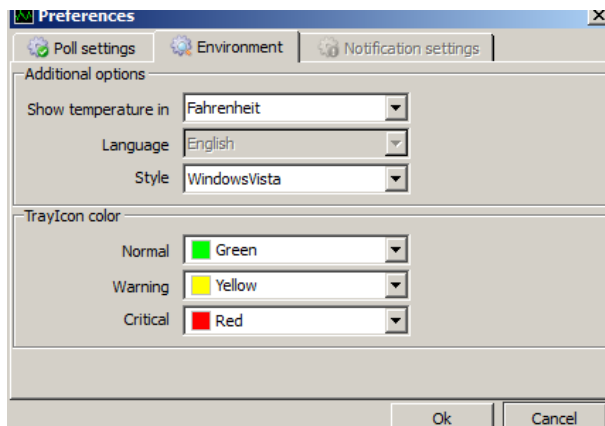 Preferences
Poll settings
Environment
Notification settings
Additional options
Show temperature in Fahrenheit
Language English
Style WindowsVista
TrayIcon color
Normal Green
Warning Yellow
Critical Red
Ok Cancel